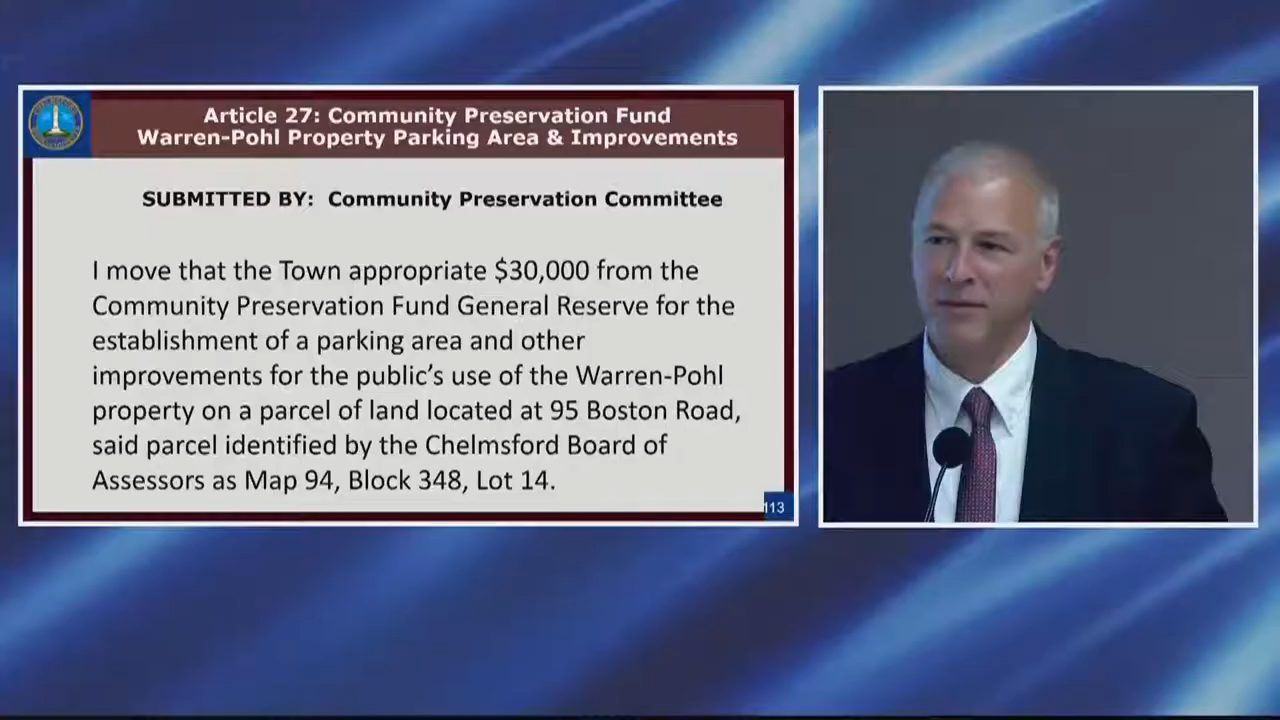 Article 27: Community Preservation Fund
Warren-Pohl Property Parking Area & Improvements
SUBMITTED BY: Community Preservation Committee
I move that the Town appropriate $30,000 from the
Community Preservation Fund General Reserve for the
establishment of a parking area and other
improvements for the public's use of the Warren-Pohl
property on a parcel of land located at 95 Boston Road,
said parcel identified by the Chelmsford Board of
Assessors as Map 94, Block 348, Lot 14.
113